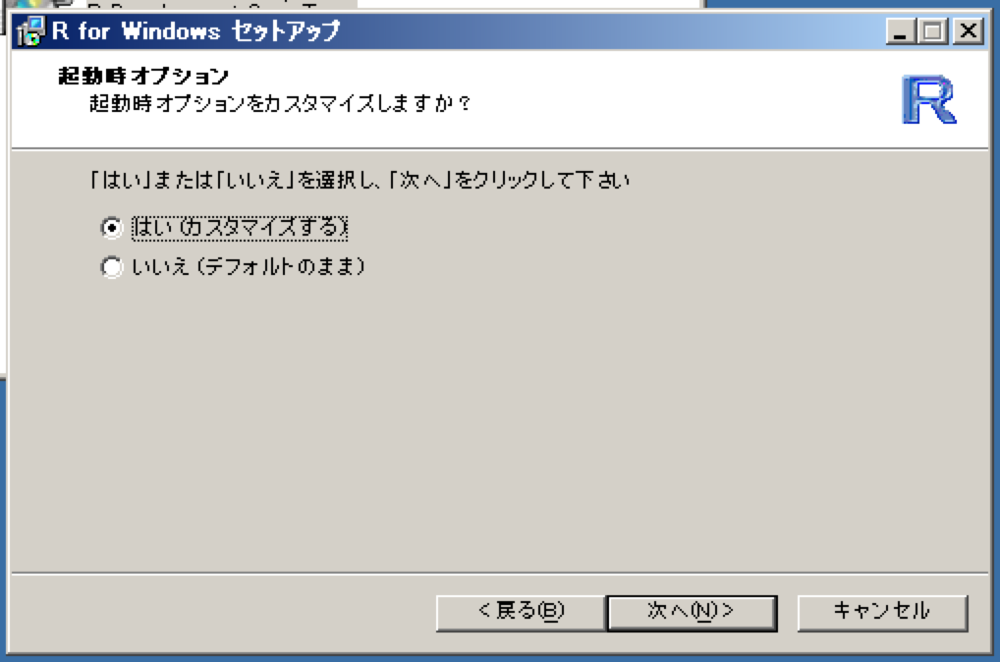 R for Windows セットアップ
起動時オプション
起動時オプションをカスタマイズしますか？
「はい」または「いいえ」を選択し、「次へ」をクリックして下さい
はい（カスタマイズする）
いいえ（デフォルトのまま）
< 戻る(B)
次へ(N) >
キャンセル
R